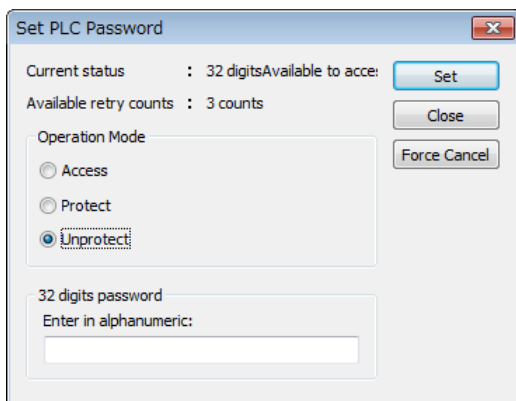 Set PLC Password
Current status : 32 digitsAvailable to acce
Set
Available retry counts : 3 counts
Close
Operation Mode
Force Cancel
Access
Protect
Unprotect
32 digits password
Enter in alphanumeric: